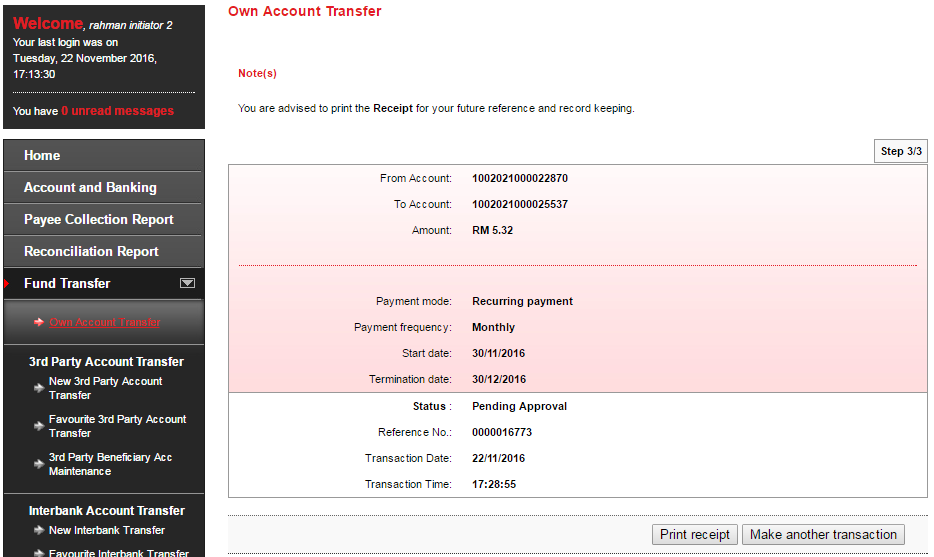 Welcome, rahman initiator 2
Your last login was on
Tuesday, 22 November 2016,
17:13:30
You have 0 unread messages
Home
Account and Banking
Payee Collection Report
Reconciliation Report
Fund Transfer
Own Account Transfer
3rd Party Account Transfer
New 3rd Party Account
Transfer
Favourite 3rd Party Account
Transfer
3rd Party Beneficiary Acc
Maintenance
Interbank Account Transfer
New Interbank Transfer
Favourite Interbank Transfer
Own Account Transfer
Note(s)
You are advised to print the Receipt for your future reference and record keeping.
Step 3/3
From Account: 1002021000022870
To Account: 1002021000025537
Amount: RM 5.32
Payment mode: Recurring payment
Payment frequency: Monthly
Start date: 30/11/2016
Termination date: 30/12/2016
Status : Pending Approval
Reference No.: 0000016773
Transaction Date: 22/11/2016
Transaction Time: 17:28:55
Print receipt Make another transaction